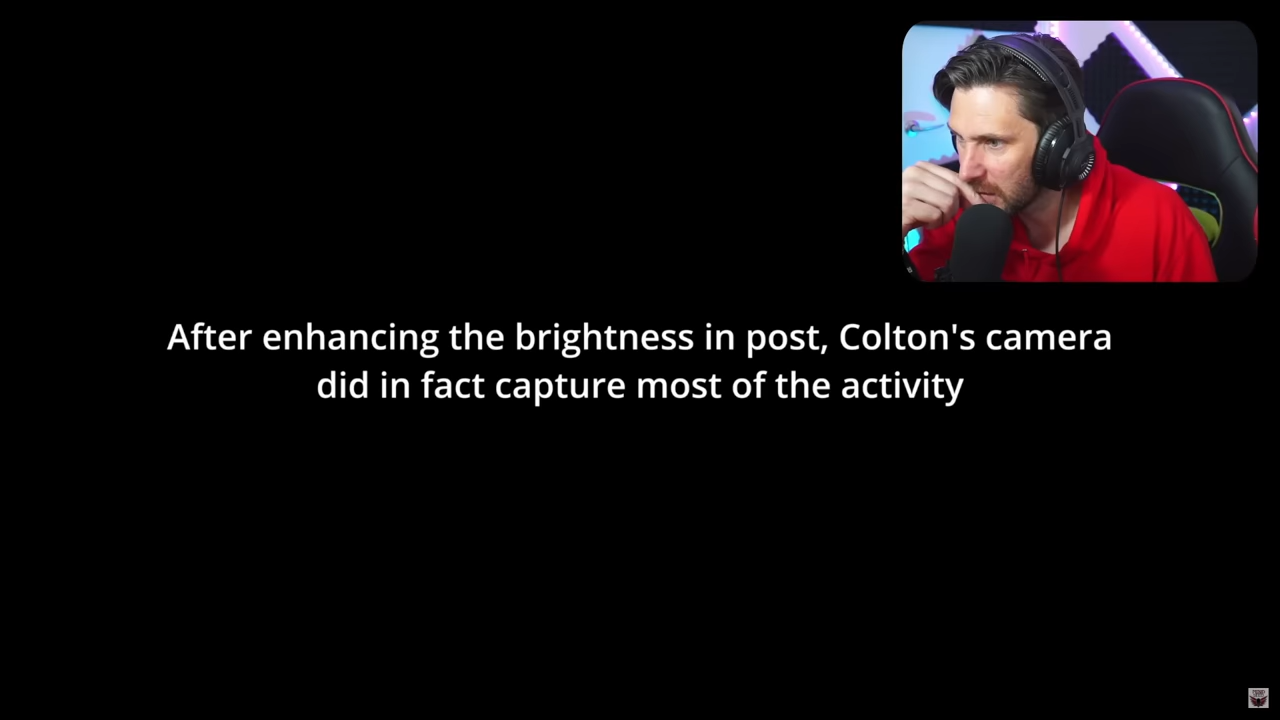 After enhancing the brightness in post, Colton's camera
did in fact capture most of the activity